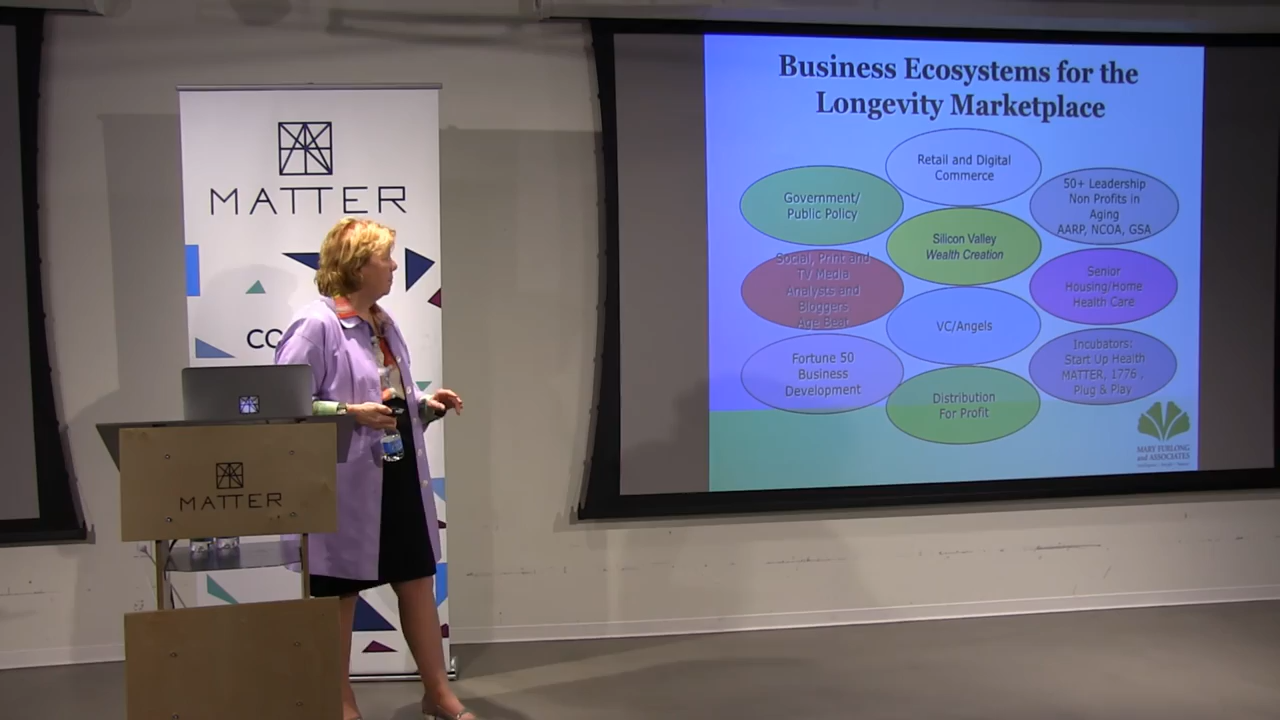 MATTER
CO
MATTER
Business Ecosystems for the
Longevity Marketplace
Retail and Digital
Commerce
Government/
Public Policy
50+ Leadership
Non Profits in
Aging
AARP, NCOA, GSA
Silicon Valley
Wealth Creation
Social, Print and
TV Media
Analysts and
Bloggers
Age Beat
Senior
Housing/Home
Health Care
VC/Angels
Fortune 50
Business
Development
Incubators:
Start Up Health
MATTER, 1776 ,
Plug & Play
Distribution
For Profit
MARY FURLONG
and ASSOCIATES